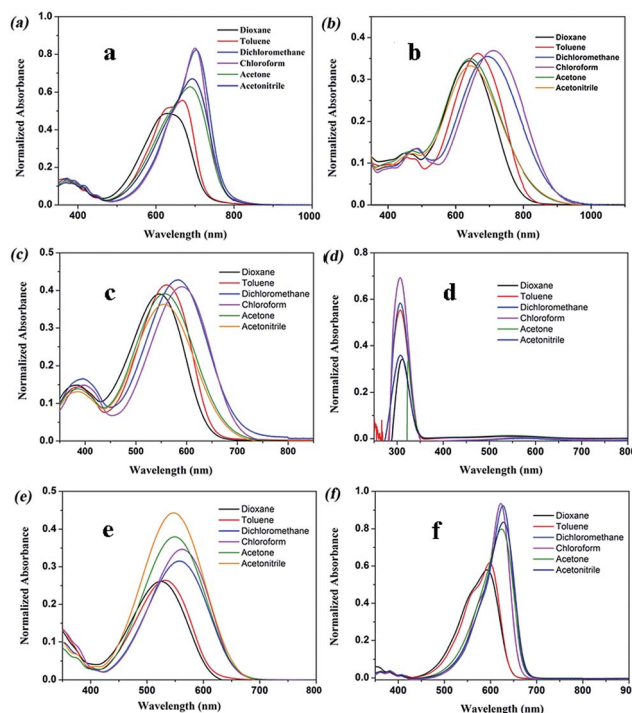 (a)
a
Dioxane
Toluene
Dichloromethane
Chloroform
Acetone
Acetonitrile
Normalized Absorbance
1.0
0.8
0.6
0.4
0.2
0.0
400 600 800 1000
Wavelength (nm)
(b)
b
Dioxane
Toluene
Dichloromethane
Chloroform
Acetone
Acetonitrile
Normalized Absorbance
0.4
0.3
0.2
0.1
0.0
400 600 800 1000
Wavelength (nm)
(c)
c
Dioxane
Toluene
Dichloromethane
Chloroform
Acetone
Acetonitrile
Normalized Absorbance
0.5
0.4
0.3
0.2
0.1
0.0
400 500 600 700 800
Wavelength (nm)
(d)
d
Dioxane
Toluene
Dichloromethane
Chloroform
Acetone
Acetonitrile
Normalized Absorbance
0.8
0.6
0.4
0.2
0.0
300 400 500 600 700 800
Wavelength (nm)
(e)
e
Dioxane
Toluene
Dichloromethane
Chloroform
Acetone
Acetonitrile
Normalized Absorbance
0.5
0.4
0.3
0.2
0.1
0.0
400 500 600 700 800
Wavelength (nm)
(f)
f
Dioxane
Toluene
Dichloromethane
Chloroform
Acetone
Acetonitrile
Normalized Absorbance
1.0
0.8
0.6
0.4
0.2
0.0
400 500 600 700 800 900
Wavelength (nm)